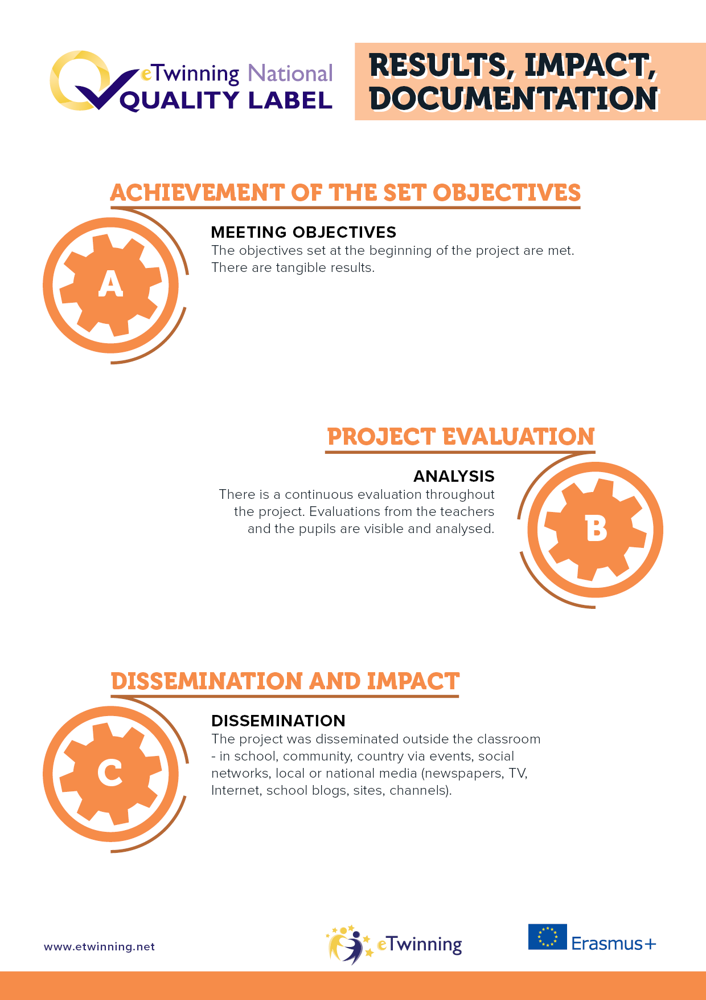 eTwinning National
QUALITY LABEL
RESULTS, IMPACT,
DOCUMENTATION
ACHIEVEMENT OF THE SET OBJECTIVES
A
MEETING OBJECTIVES
The objectives set at the beginning of the project are met.
There are tangible results.
PROJECT EVALUATION
ANALYSIS
There is a continuous evaluation throughout
the project. Evaluations from the teachers
and the pupils are visible and analysed.
B
DISSEMINATION AND IMPACT
C
DISSEMINATION
The project was disseminated outside the classroom
- in school, community, country via events, social
networks, local or national media (newspapers, TV,
Internet, school blogs, sites, channels).
www.etwinning.net
eTwinning
Erasmus+